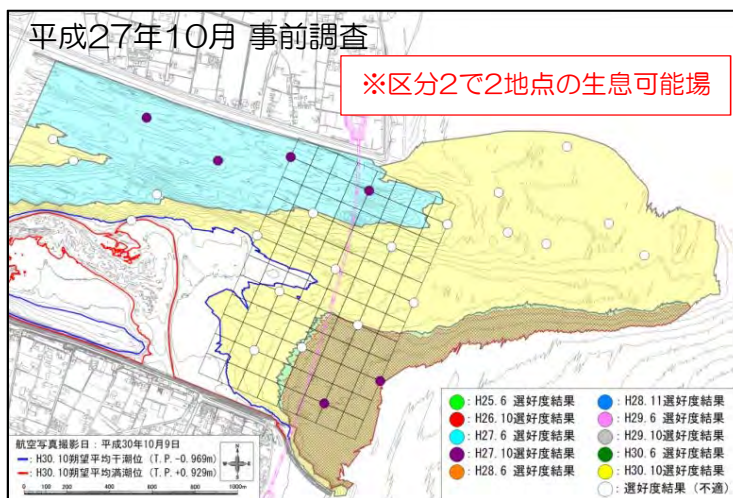 平成27年10月 事前調査
※区分2で2地点の生息可能場
: H25.6 選好度結果
: H26.10選好度結果
: H27.6 選好度結果
: H27.10選好度結果
: H28.6 選好度結果
: H28.11選好度結果
: H29.6 選好度結果
: H29.10選好度結果
: H30.6 選好度結果
: H30.10選好度結果
: 選好度結果（不適）
航空写真撮影日：平成30年10月9日
: H30.10朔望平均干潮位（T.P.-0.969m）
: H30.10朔望平均満潮位（T.P.+0.929m）
0 200 400 600 800 1000m